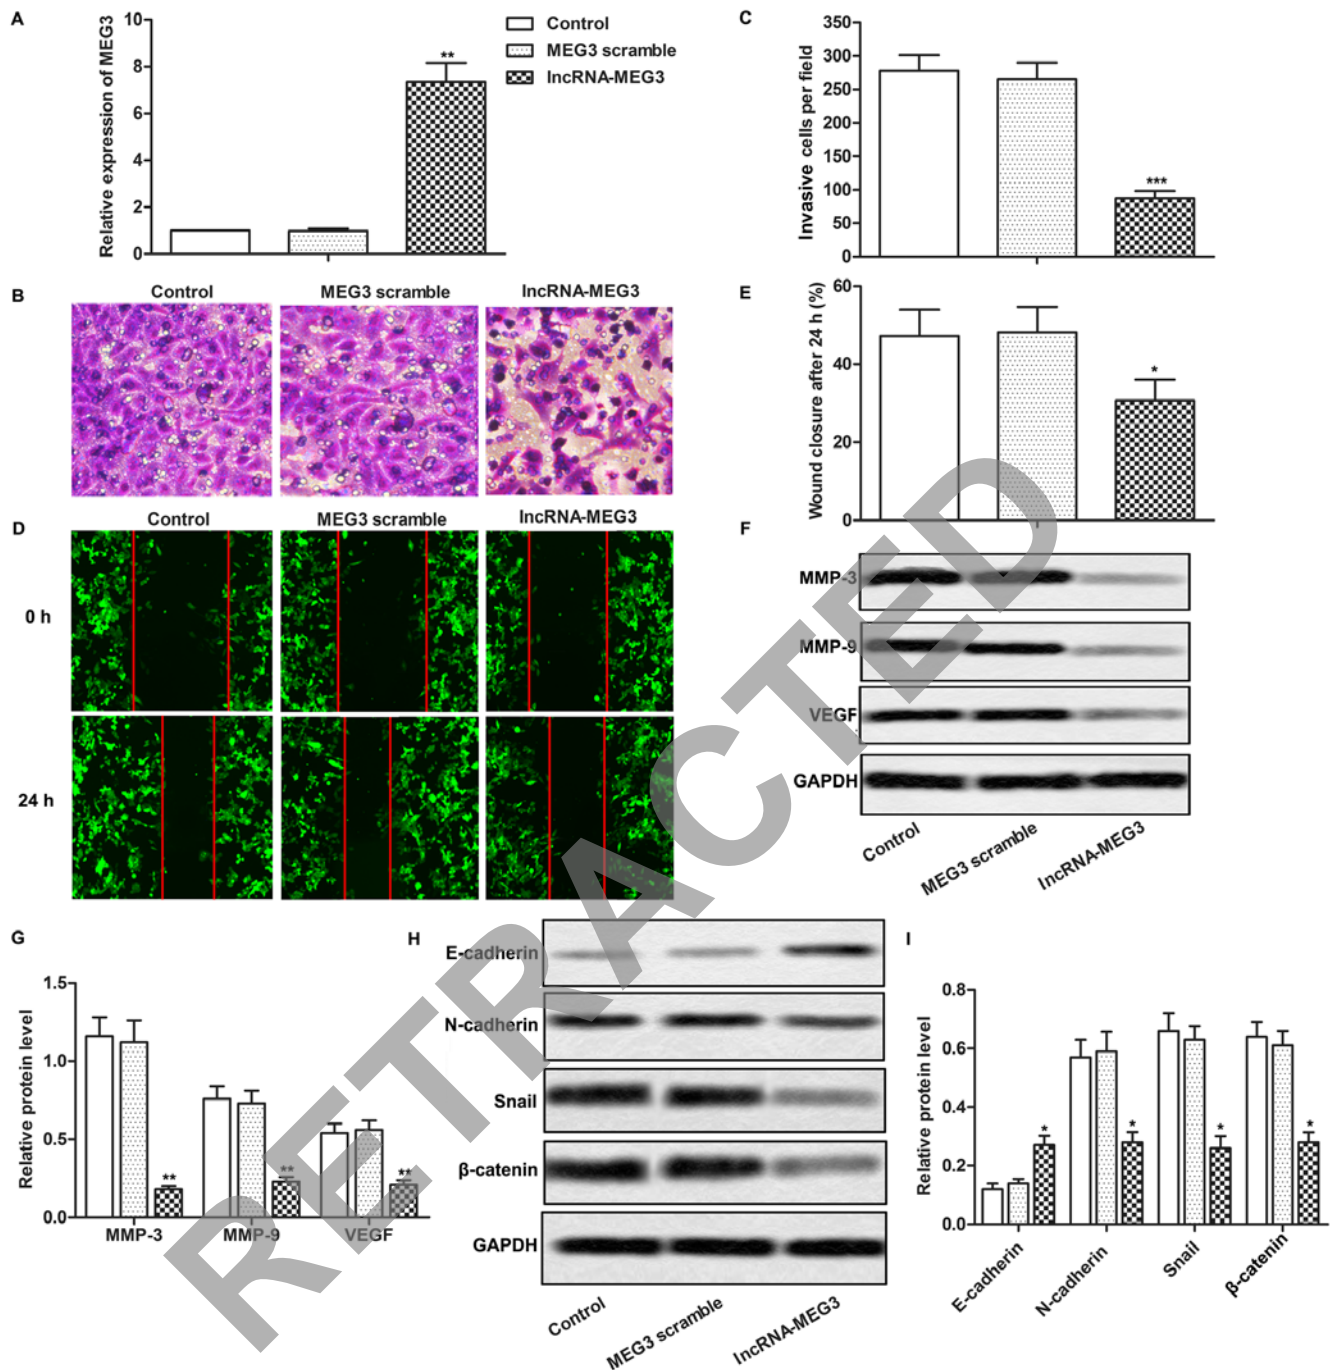 A
Relative expression of MEG3
10
8
6
4
2
0
**
Control
MEG3 scramble
lncRNA-MEG3
C
Invasive cells per field
350
300
250
200
150
100
50
0
***
B
Control
MEG3 scramble
lncRNA-MEG3
E
Wound closure after 24 h (%)
60
40
20
0
*
D
Control
MEG3 scramble
lncRNA-MEG3
0 h
24 h
F
MMP-3
MMP-9
VEGF
GAPDH
Control
MEG3 scramble
lncRNA-MEG3
G
Relative protein level
1.5
1.0
0.5
0.0
**
**
**
MMP-3
MMP-9
VEGF
H
E-cadherin
N-cadherin
Snail
β-catenin
GAPDH
Control
MEG3 scramble
lncRNA-MEG3
I
Relative protein level
0.8
0.6
0.4
0.2
0.0
*
*
*
*
E-cadherin
N-cadherin
Snail
β-catenin
RETRACTED